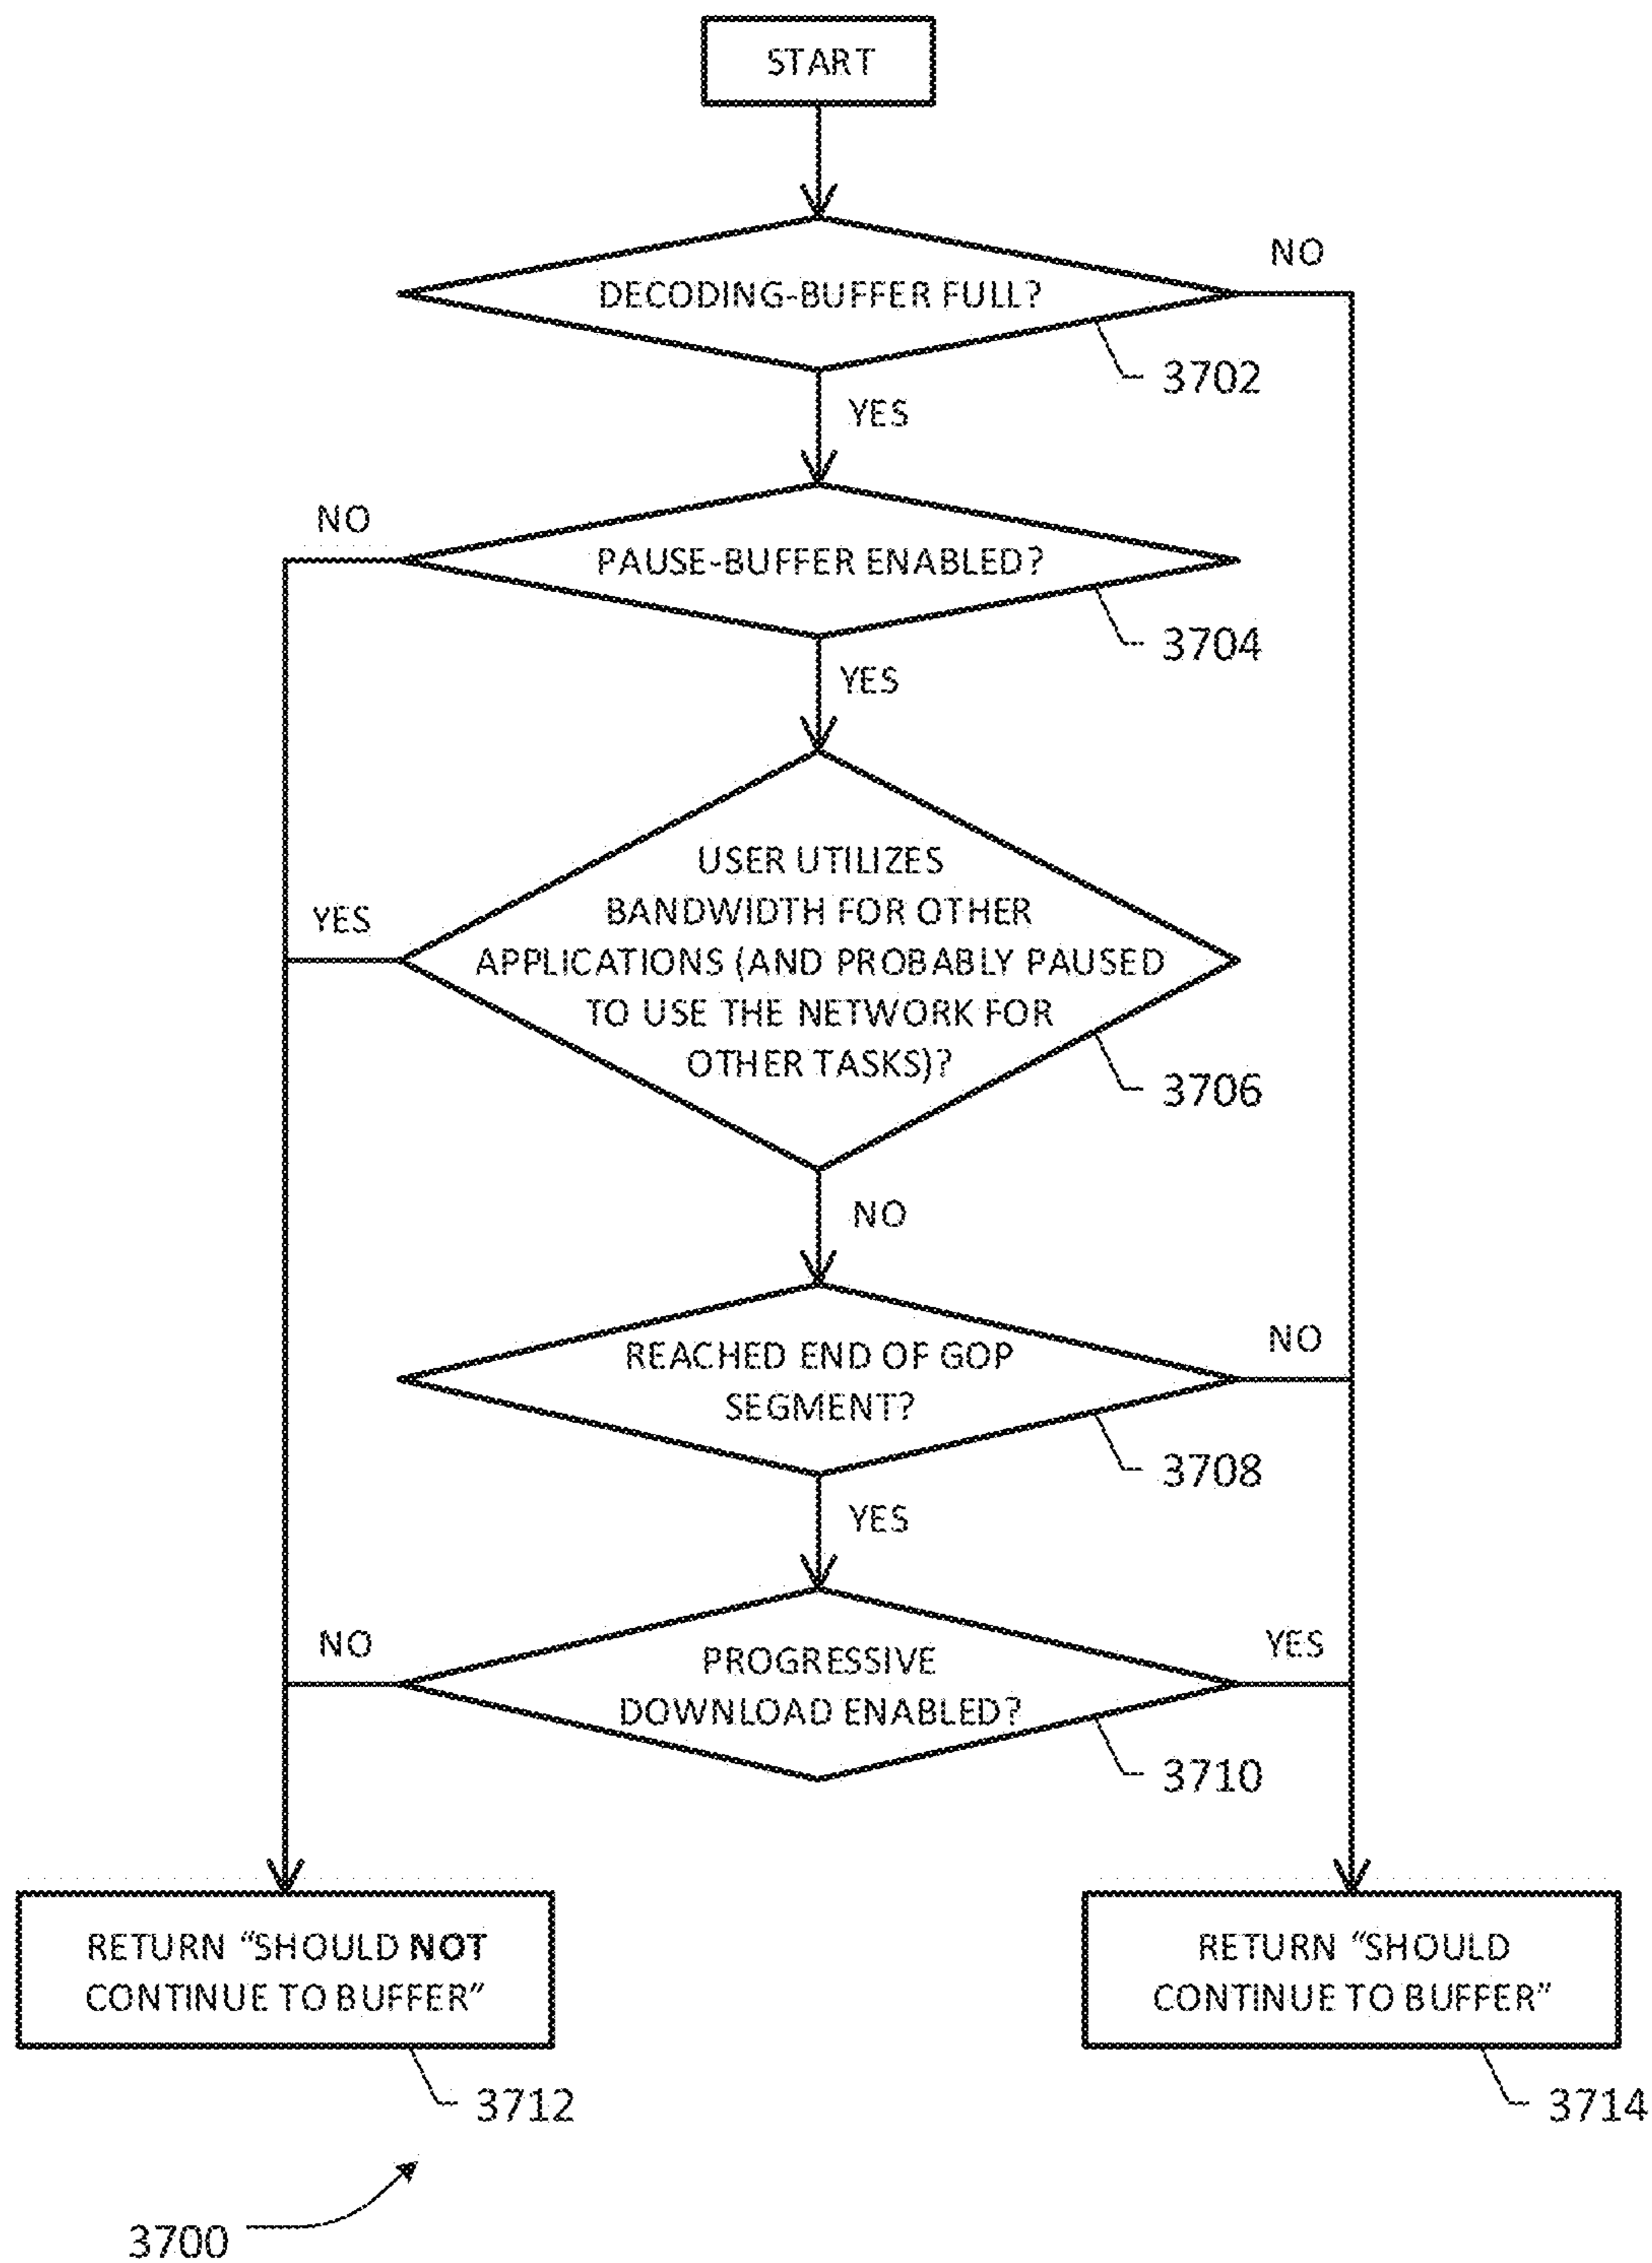 START
DECODING-BUFFER FULL?
NO
3702
YES
NO
PAUSE-BUFFER ENABLED?
3704
YES
USER UTILIZES
BANDWIDTH FOR OTHER
YES
APPLICATIONS (AND PROBABLY PAUSED
TO USE THE NETWORK FOR
OTHER TASKS)?
3706
NO
REACHED END OF GOP
SEGMENT?
NO
3708
YES
NO
PROGRESSIVE
DOWNLOAD ENABLED?
YES
3710
RETURN “SHOULD NOT
CONTINUE TO BUFFER”
3712
RETURN “SHOULD
CONTINUE TO BUFFER”
3714
3700